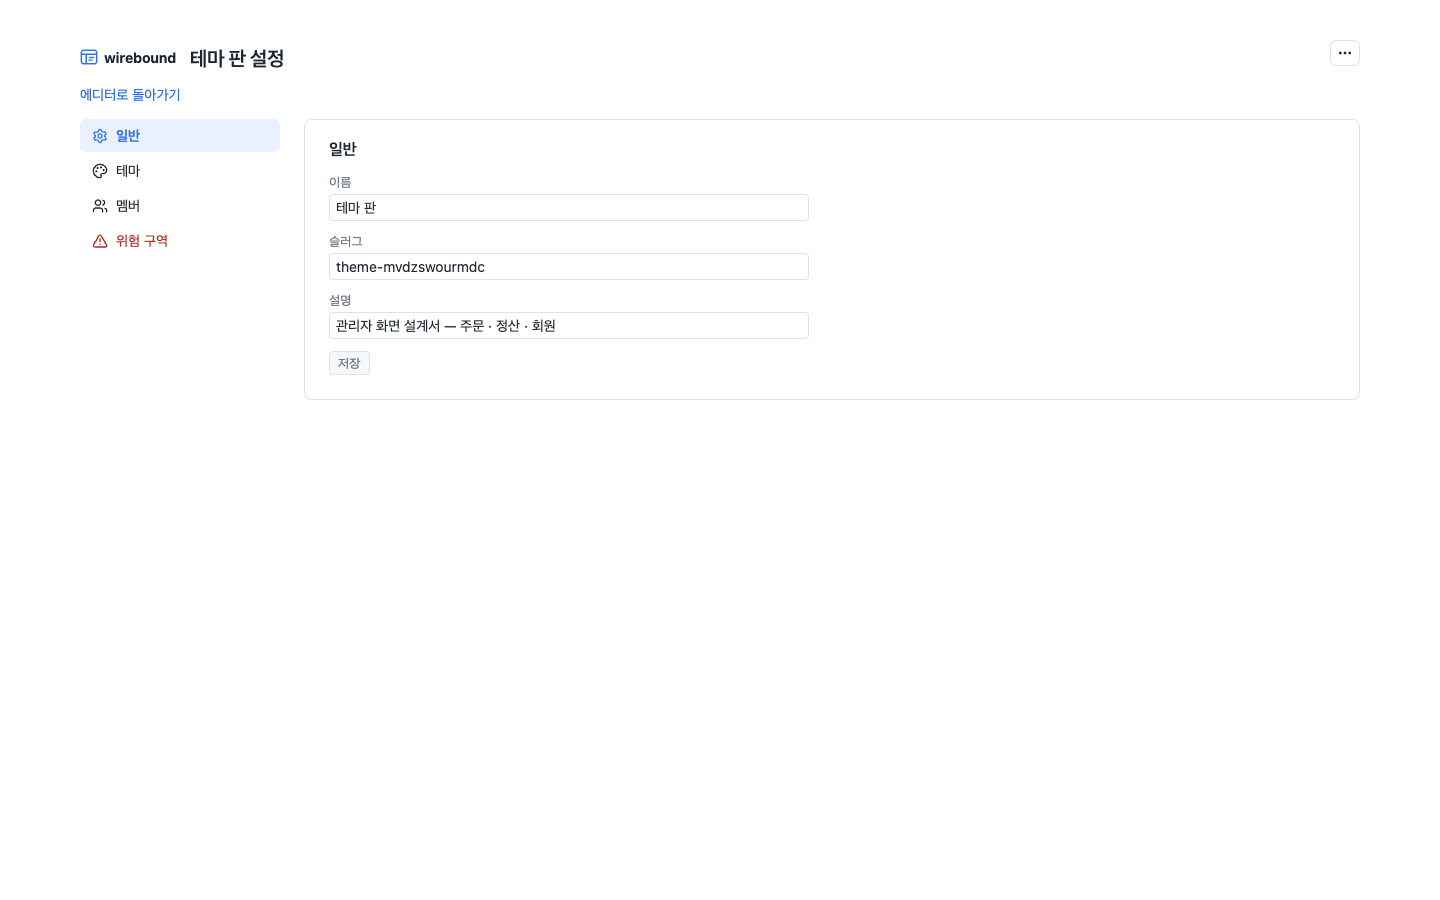 wirebound 테마 판 설정
에디터로 돌아가기
일반
테마
멤버
위험 구역
일반
이름
테마 판
슬러그
theme-mvdzswourmdc
설명
관리자 화면 설계서 — 주문 · 정산 · 회원
저장